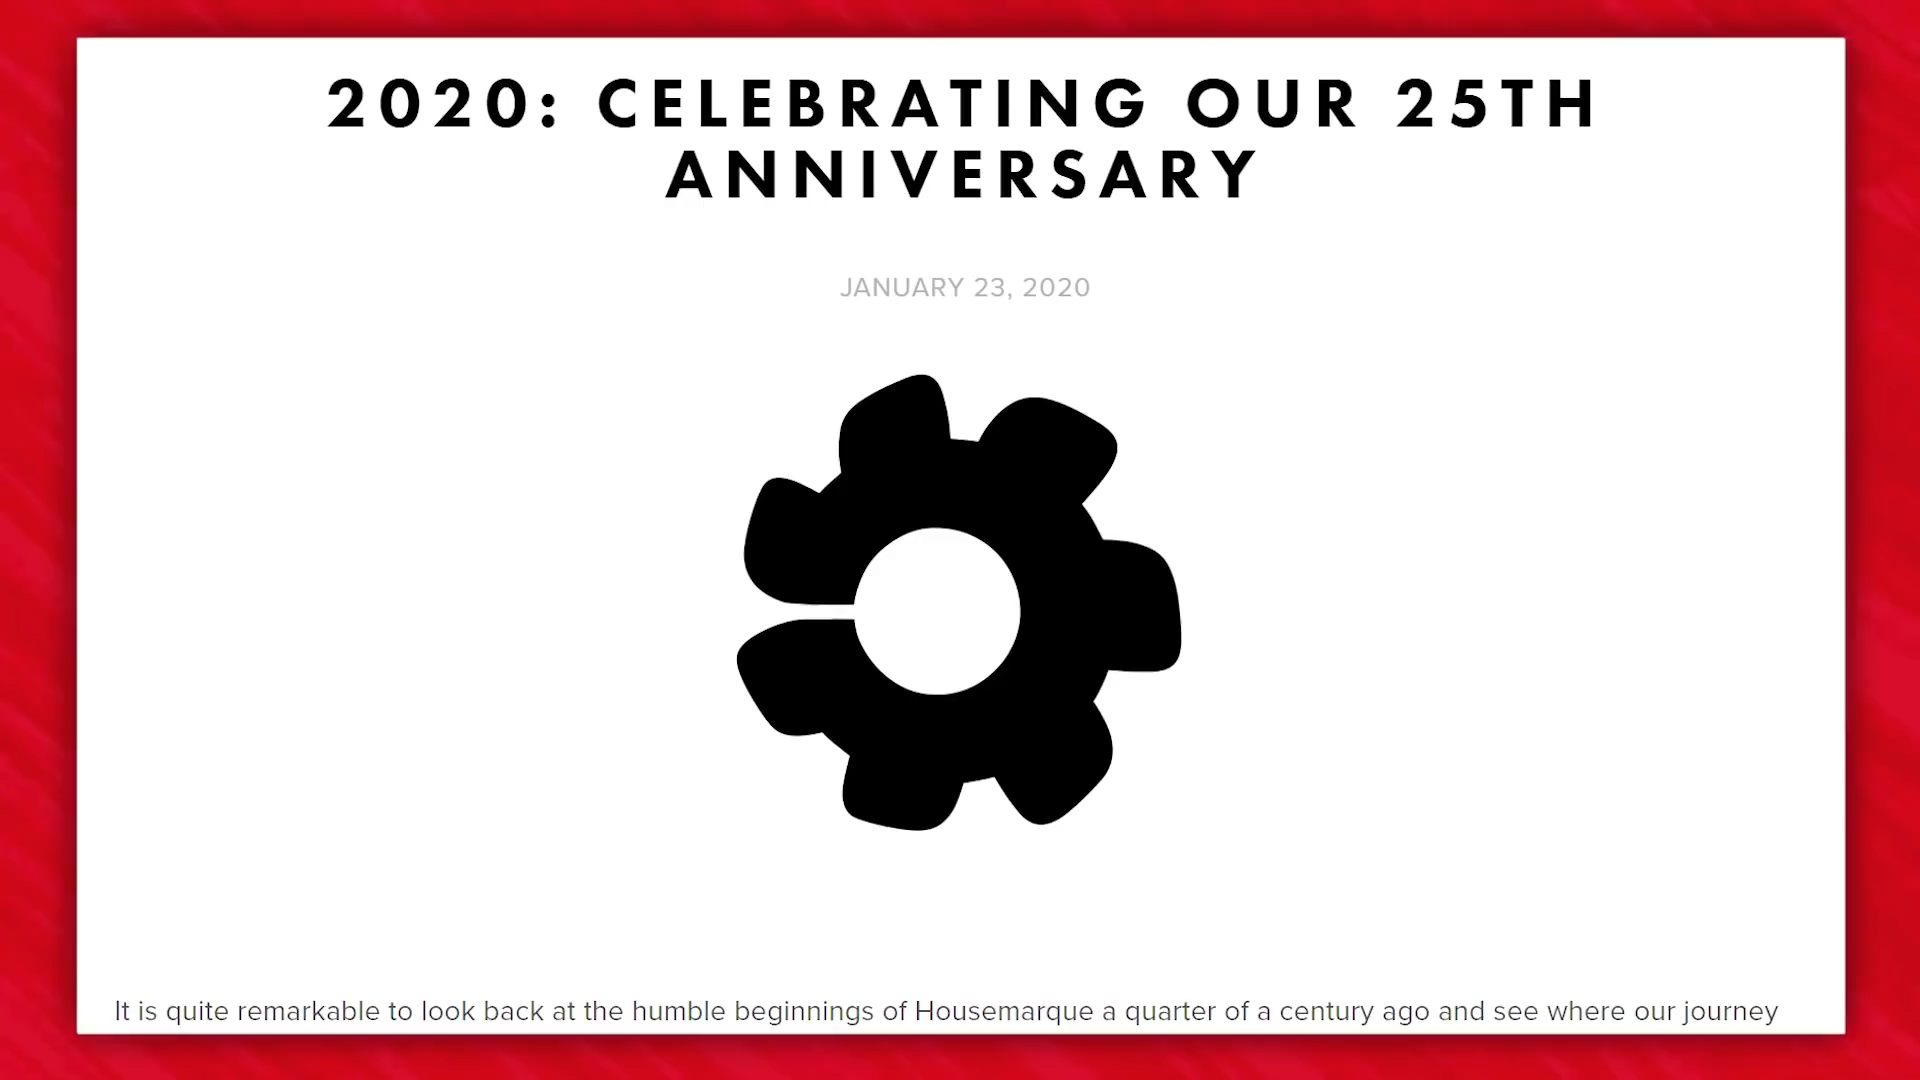 2020: CELEBRATING OUR 25TH
ANNIVERSARY
JANUARY 23, 2020
It is quite remarkable to look back at the humble beginnings of Housemarque a quarter of a century ago and see where our journey